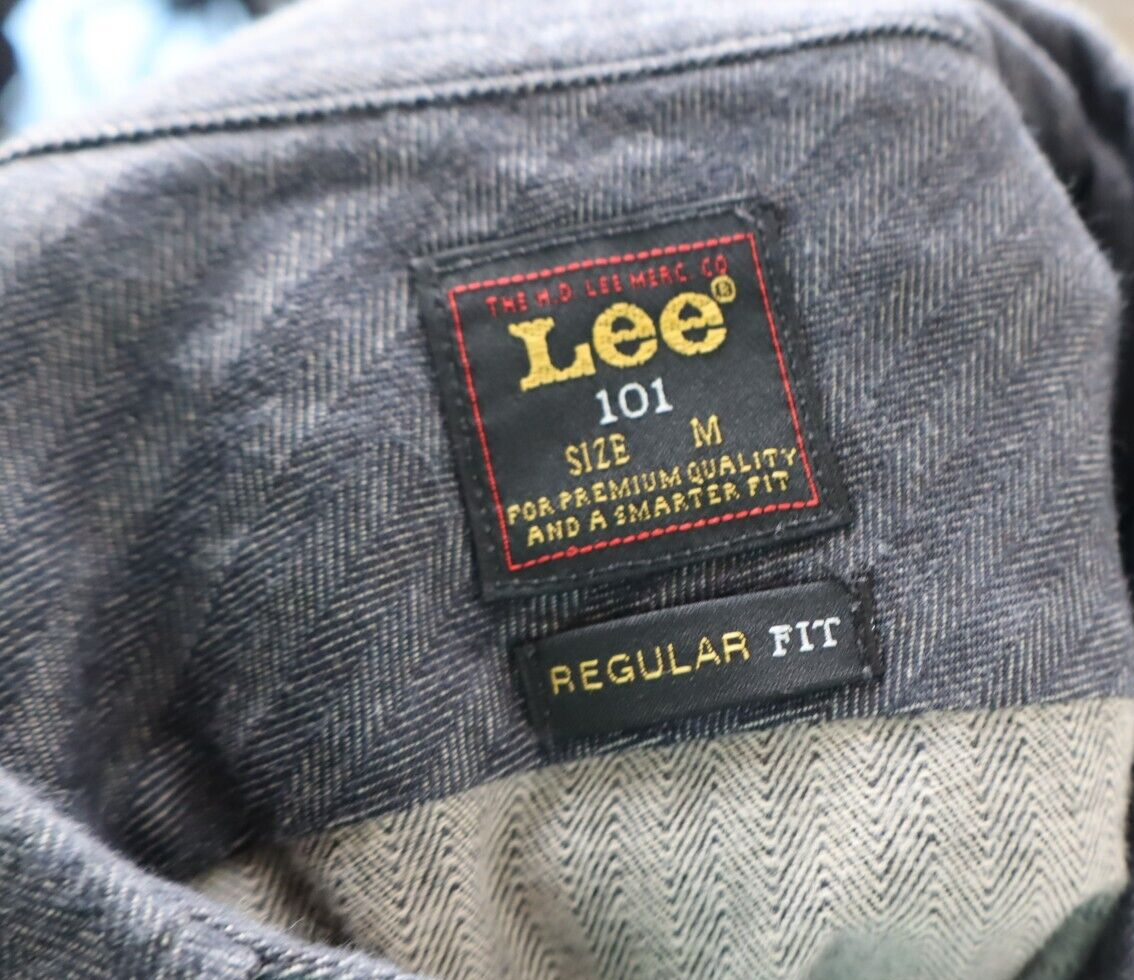 THE H.D. LEE MERC. CO
Lee®
101
SIZE M
FOR PREMIUM QUALITY
AND A SMARTER FIT
REGULAR FIT